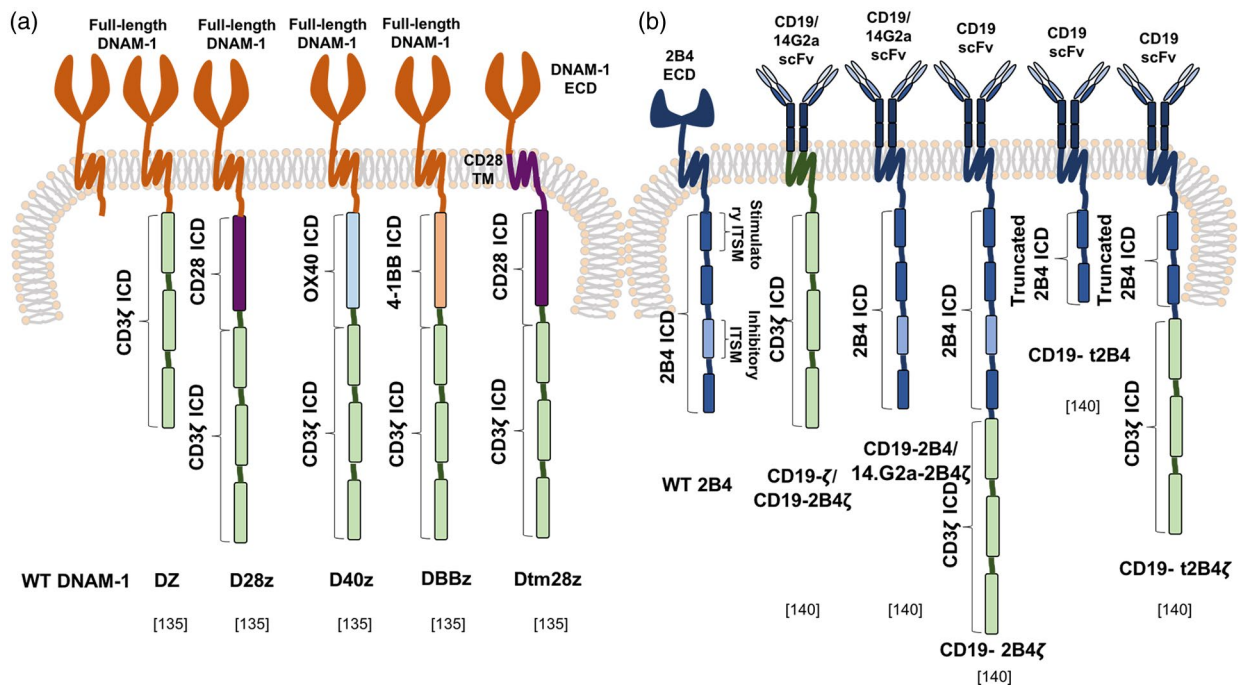 (a)
Full-length
DNAM-1
Full-length
DNAM-1
Full-length
DNAM-1
Full-length
DNAM-1
DNAM-1
ECD
CD28
TM
CD3ζ ICD
CD28 ICD
CD3ζ ICD
OX40 ICD
CD3ζ ICD
4-1BB ICD
CD3ζ ICD
CD28 ICD
CD3ζ ICD
WT DNAM-1
DZ
D28z
D40z
DBBz
Dtm28z
[135]
[135]
[135]
[135]
[135]
(b)
2B4
ECD
CD19/
14G2a
scFv
CD19/
14G2a
scFv
CD19
scFv
CD19
scFv
CD19
scFv
2B4 ICD
Stimulato
ry ITSM
Inhibitory
ITSM
CD3ζ ICD
2B4 ICD
2B4 ICD
CD3ζ ICD
Truncated
2B4 ICD
Truncated
2B4 ICD
CD3ζ ICD
WT 2B4
CD19-ζ/
CD19-2B4ζ
[140]
CD19-2B4/
14.G2a-2B4ζ
[140]
CD19- 2B4ζ
[140]
CD19- t2B4
[140]
CD19- t2B4ζ
[140]